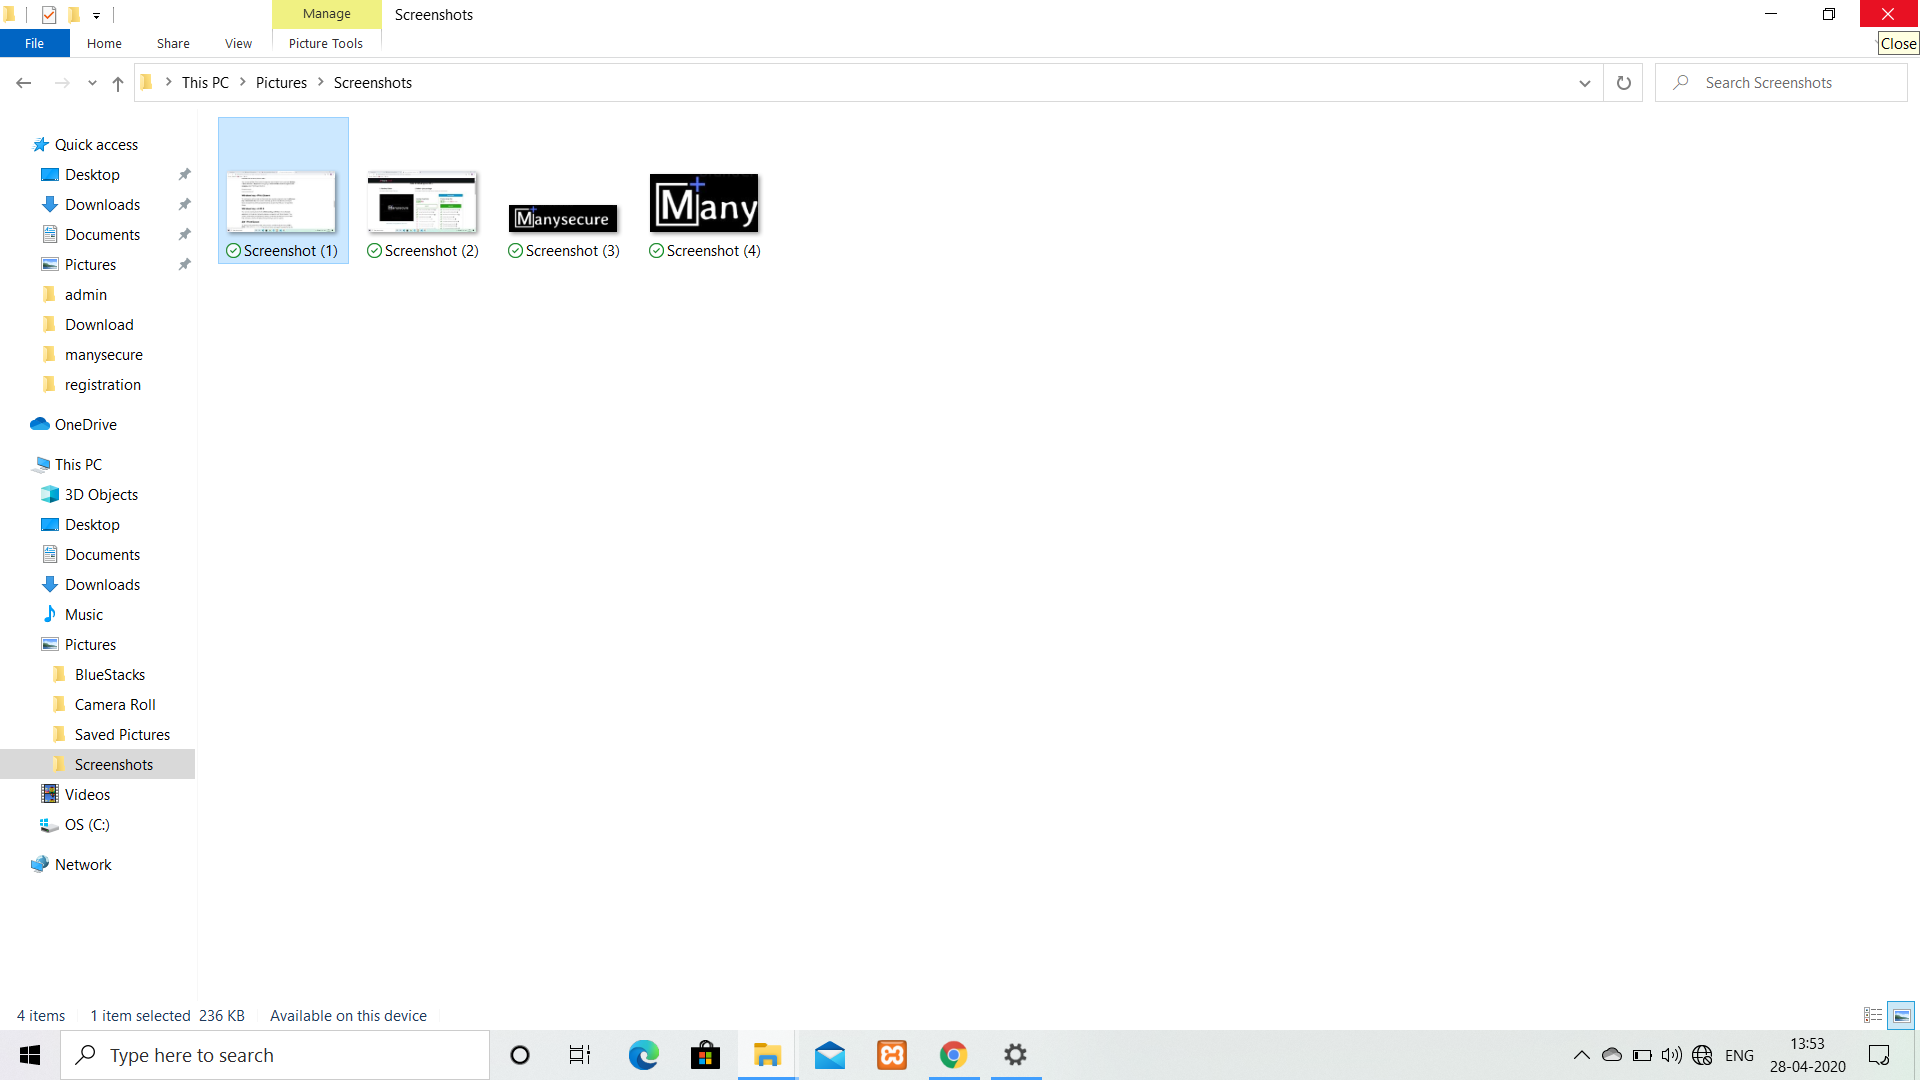 Manage
Screenshots
Close
File
Home
Share
View
Picture Tools
This PC
Pictures
Screenshots
Search Screenshots
Quick access
Desktop
Downloads
Documents
Pictures
admin
Download
manysecure
registration
OneDrive
This PC
3D Objects
Desktop
Documents
Downloads
Music
Pictures
BlueStacks
Camera Roll
Saved Pictures
Screenshots
Videos
OS (C:)
Network
Manysecure
Many
Screenshot (1)
Screenshot (2)
Screenshot (3)
Screenshot (4)
4 items
1 item selected 236 KB
Available on this device
Type here to search
ENG
13:53
28-04-2020